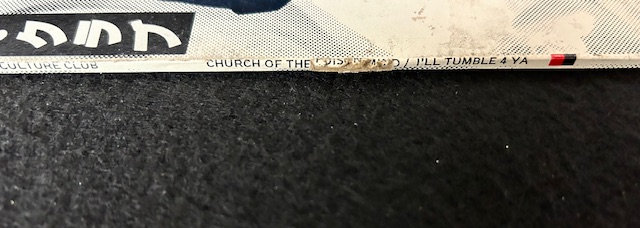 CULTURE CLUB CHURCH OF THE / I'LL TUMBLE 4 YA